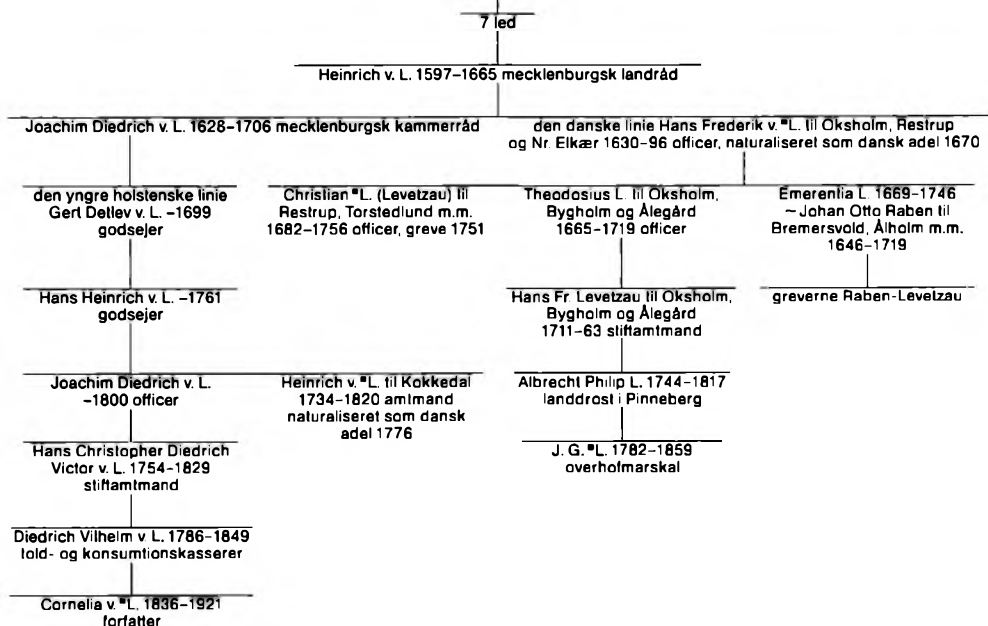 7 led
Heinrich v. L. 1597–1665 mecklenburgsk landråd
Joachim Diedrich v. L. 1628–1706 mecklenburgsk kammerråd
den danske linie Hans Frederik v. *L. til Oksholm, Restrup
og Nr. Elkær 1630–96 officer, naturaliseret som dansk adel 1670
den yngre holstenske linie
Gert Detlev v. L. –1699
godsejer
Christian *L. (Levetzau) til
Restrup, Torstedlund m.m.
1682–1756 officer, greve 1751
Theodosius L. til Oksholm,
Bygholm og Ålegård
1665–1719 officer
Emerentia L. 1669–1746
~ Johan Otto Raben til
Bremersvold, Ålholm m.m.
1646–1719
Hans Heinrich v. L. –1761
godsejer
Hans Fr. Levetzau til Oksholm,
Bygholm og Ålegård
1711–63 stiftamtmand
greverne Raben-Levetzau
Joachim Diedrich v. L.
–1800 officer
Heinrich v. *L. til Kokkedal
1734–1820 amtmand
naturaliseret som dansk
adel 1776
Albrecht Philip L. 1744–1817
landdrost i Pinneberg
Hans Christopher Diedrich
Victor v. L. 1754–1829
stiftamtmand
J. G. *L. 1782–1859
overhofmarskal
Diedrich Vilhelm v. L. 1786–1849
told- og konsumtionskasserer
Cornelia v. *L. 1836–1921
forfatter